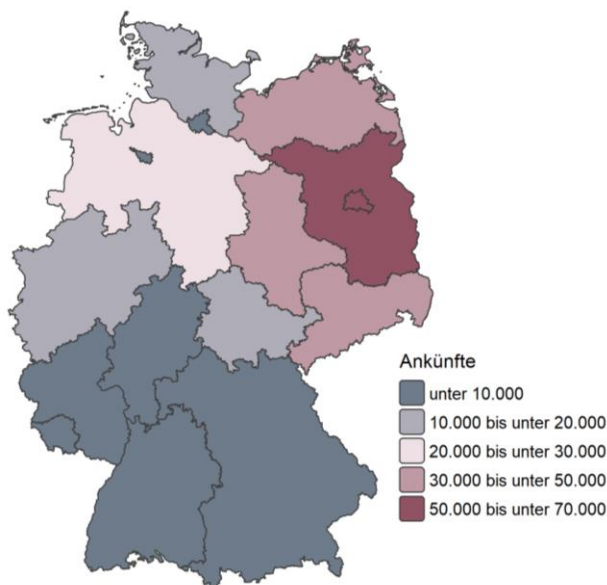 Ankünfte
unter 10.000
10.000 bis unter 20.000
20.000 bis unter 30.000
30.000 bis unter 50.000
50.000 bis unter 70.000